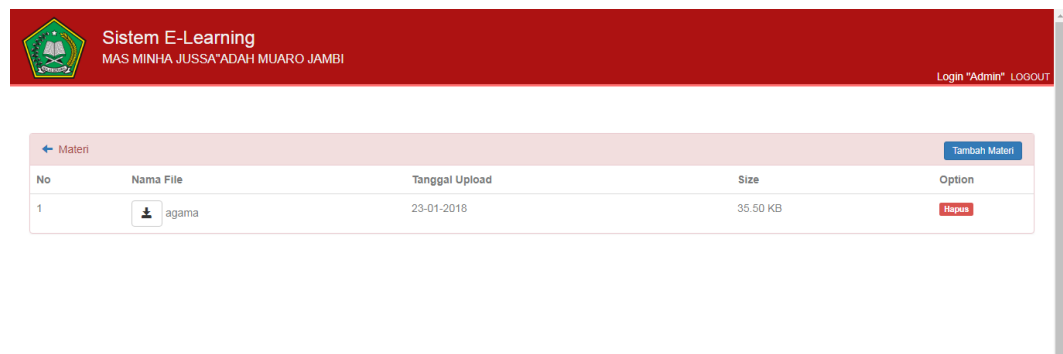 Sistem E-Learning
MAS MINHA JUSSA"ADAH MUARO JAMBI
Login "Admin" LOGOUT
Materi
Tambah Materi
No Nama File Tanggal Upload Size Option
1 agama 23-01-2018 35.50 KB Hapus